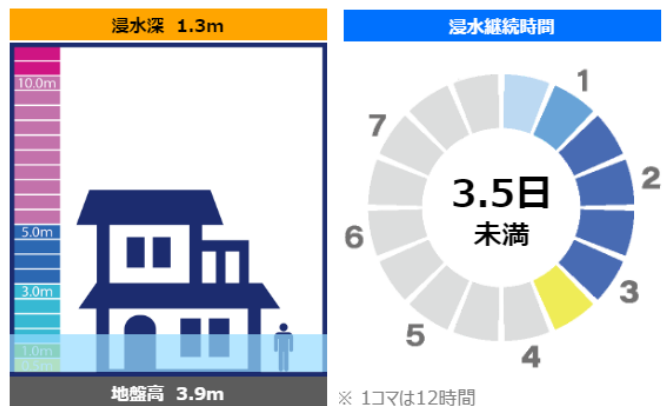 浸水深 1.3m
10.0m
5.0m
3.0m
1.0m
0.5m
地盤高 3.9m
浸水継続時間
1
2
3
4
5
6
7
3.5日
未満
※ 1コマは12時間